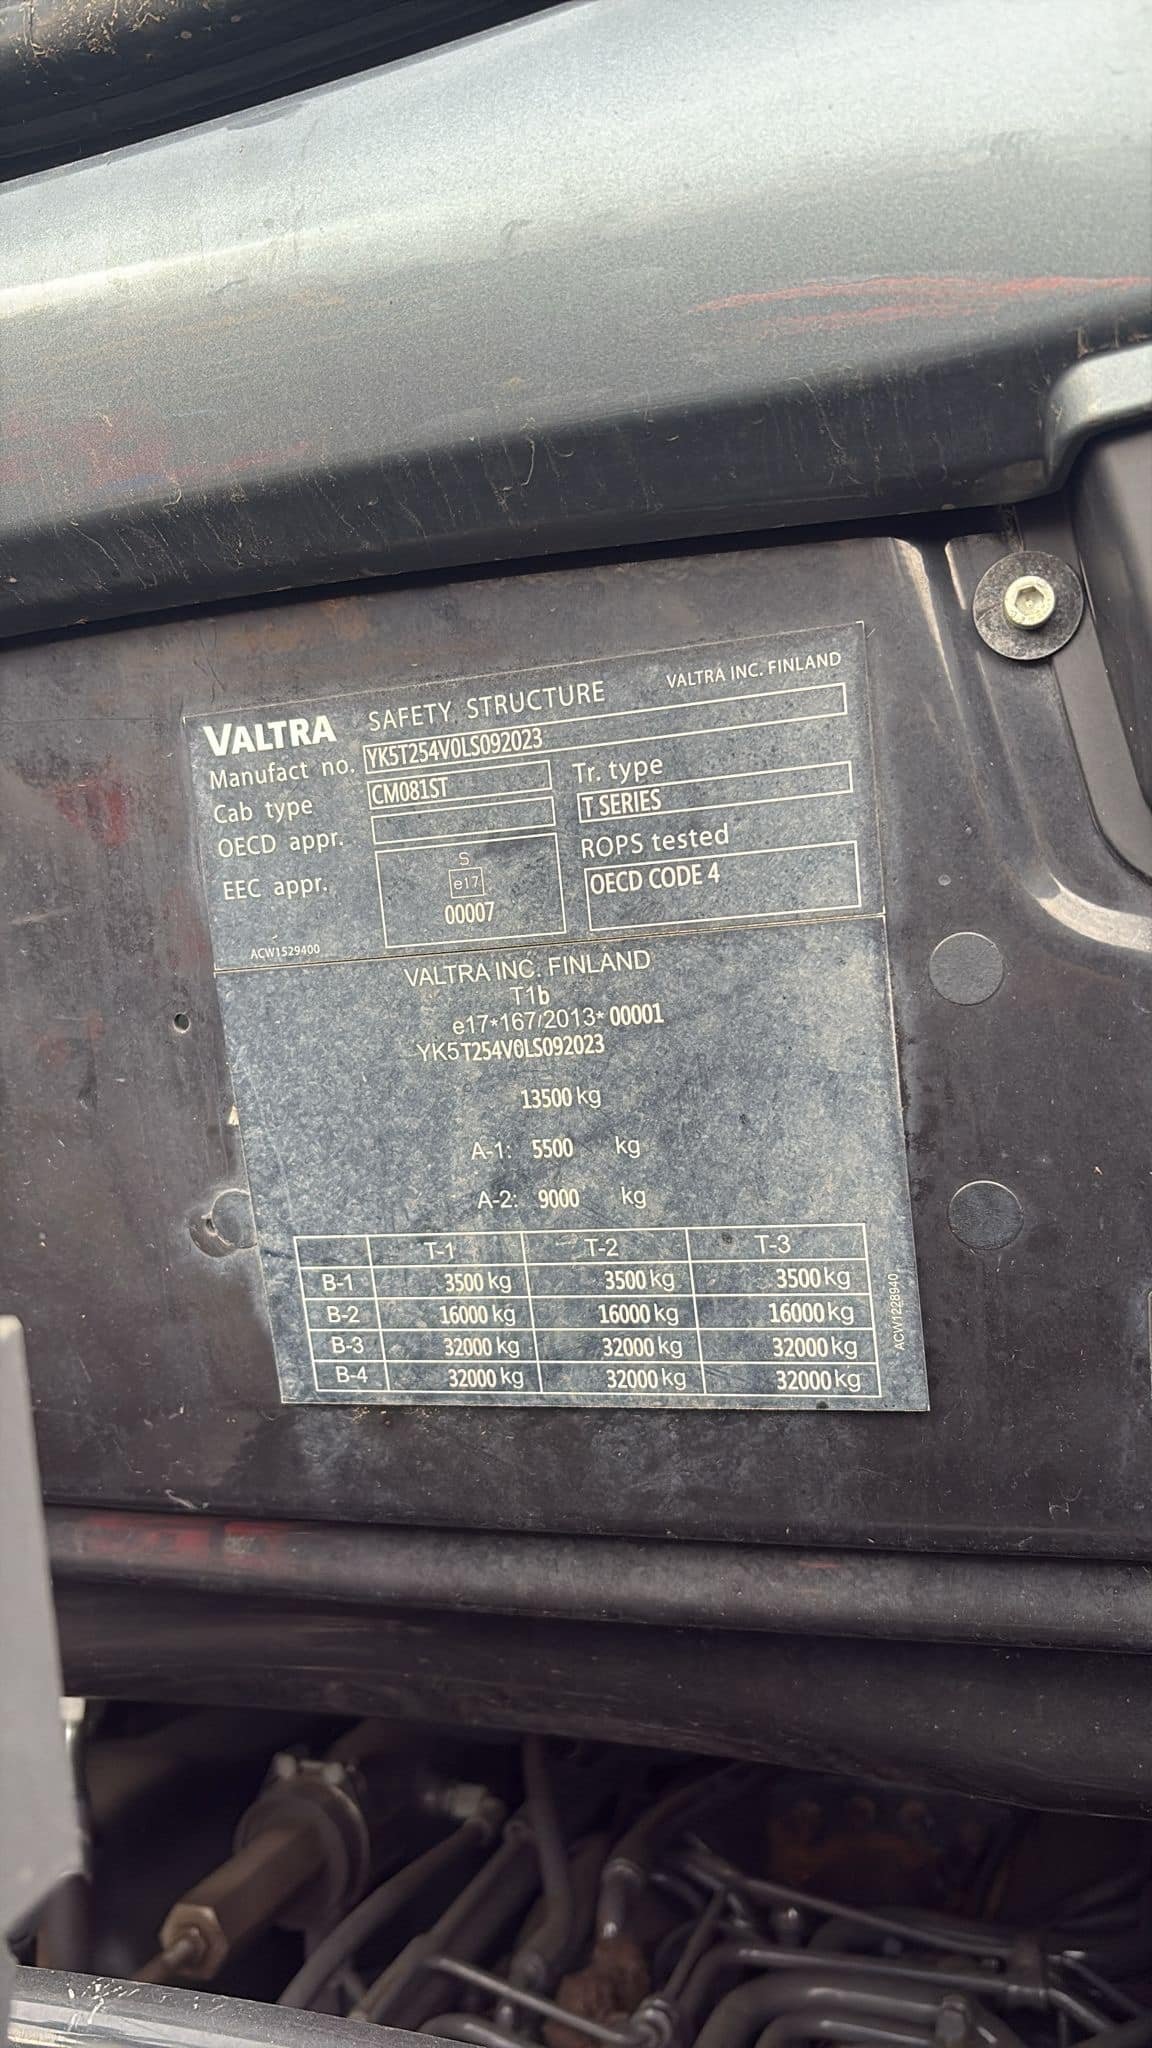 VALTRA SAFETY STRUCTURE VALTRA INC. FINLAND
Manufact no. YK5T254V0LS092023
Cab type CM081ST Tr. type
OECD appr. T SERIES
EEC appr. S ROPS tested
e17 OECD CODE 4
00007
ACW1529400
VALTRA INC. FINLAND
T1b
e17*167/2013*00001
YK5T254V0LS092023
13500 kg
A-1: 5500 kg
A-2: 9000 kg
T-1 T-2 T-3
B-1 3500 kg 3500 kg 3500 kg
B-2 16000 kg 16000 kg 16000 kg
B-3 32000 kg 32000 kg 32000 kg
B-4 32000 kg 32000 kg 32000 kg
ACW1228940